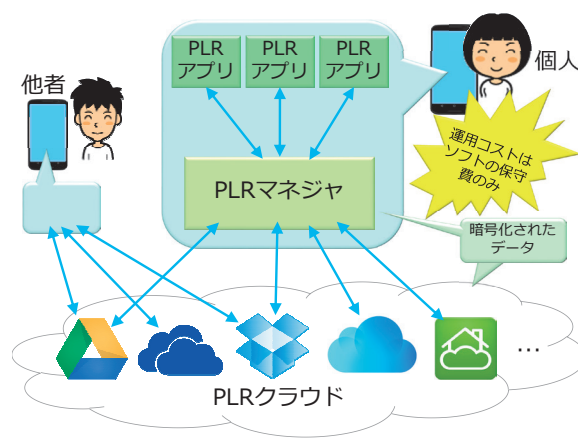 PLR
アプリ
PLR
アプリ
PLR
アプリ
個人
他者
運用コストは
ソフトの保守
費のみ
PLRマネジャ
暗号化された
データ
…
PLRクラウド